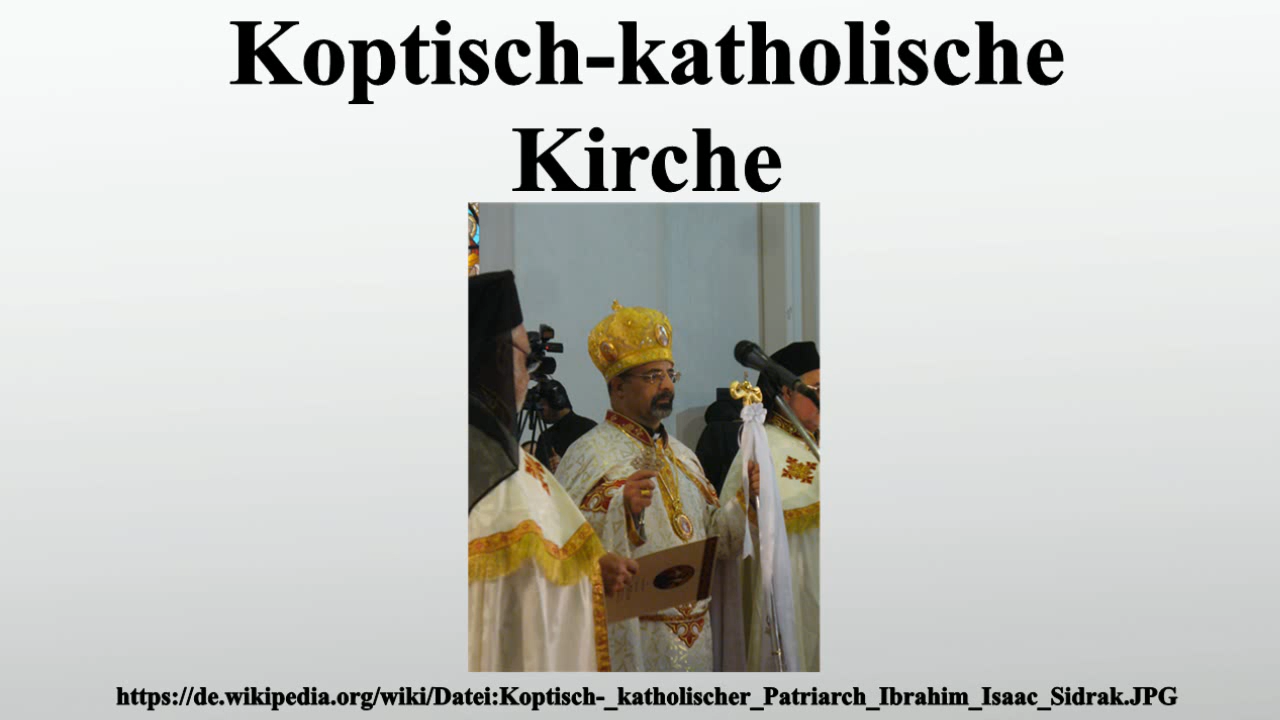 Koptisch-katholische
Kirche
https://de.wikipedia.org/wiki/Datei:Koptisch-_katholischer_Patriarch_Ibrahim_Isaac_Sidrak.JPG